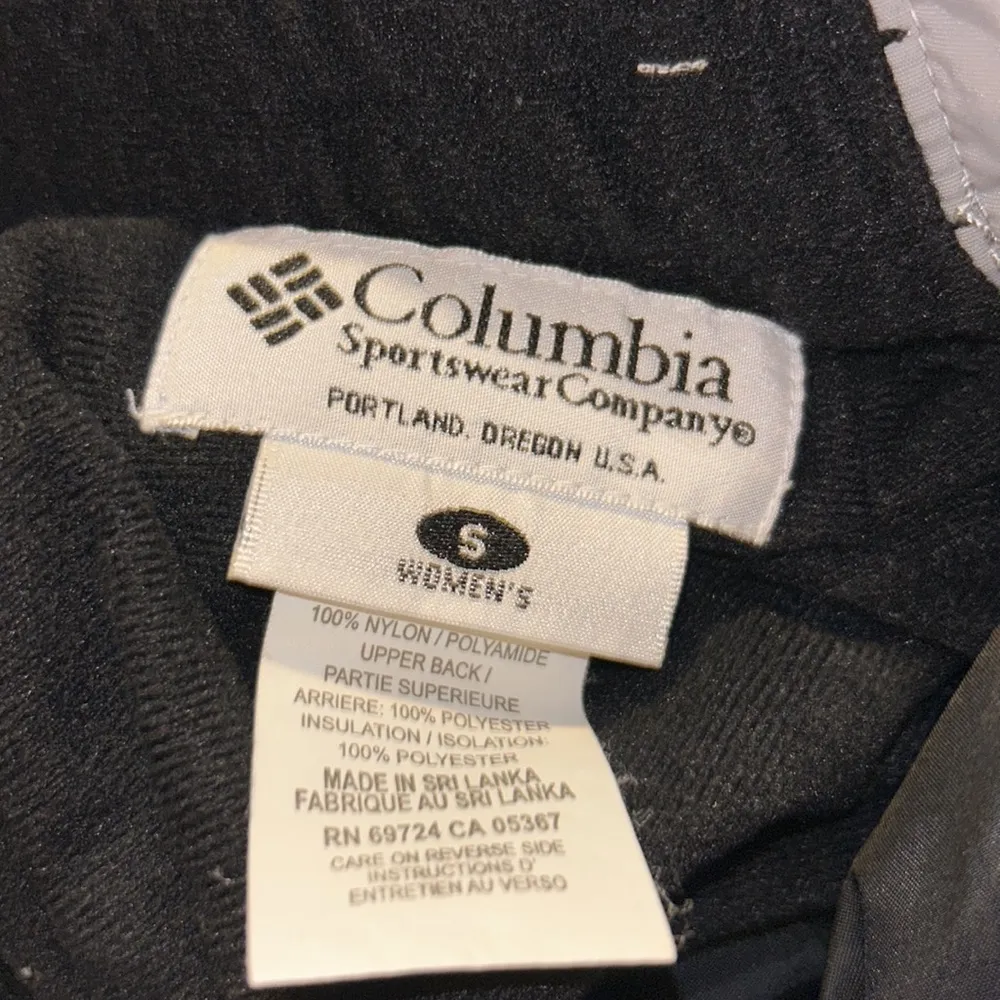 Columbia
Sportswear Company®
PORTLAND, OREGON U.S.A.
S
WOMEN'S
100% NYLON / POLYAMIDE
UPPER BACK /
PARTIE SUPERIEURE
ARRIERE: 100% POLYESTER
INSULATION / ISOLATION:
100% POLYESTER
MADE IN SRI LANKA
FABRIQUE AU SRI LANKA
RN 69724 CA 05367
CARE ON REVERSE SIDE
INSTRUCTIONS D'
ENTRETIEN AU VERSO